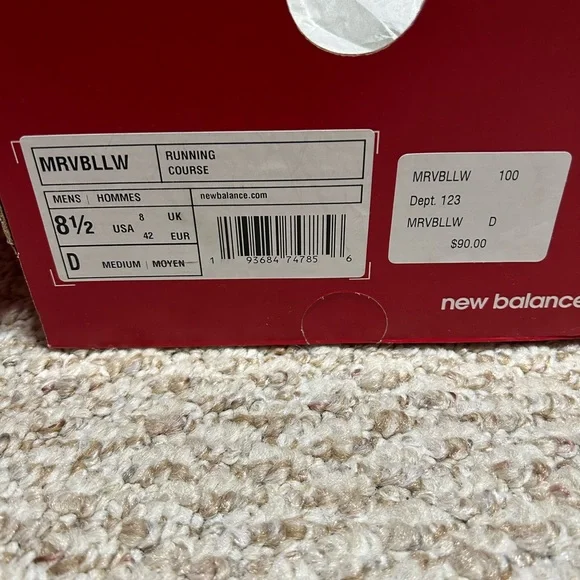 MRVBLLW
RUNNING
COURSE
MENS | HOMMES
newbalance.com
8½ USA
8 UK
42 EUR
D MEDIUM | MOYEN
1 93684 74785 6
MRVBLLW 100
Dept. 123
MRVBLLW D
$90.00
new balance